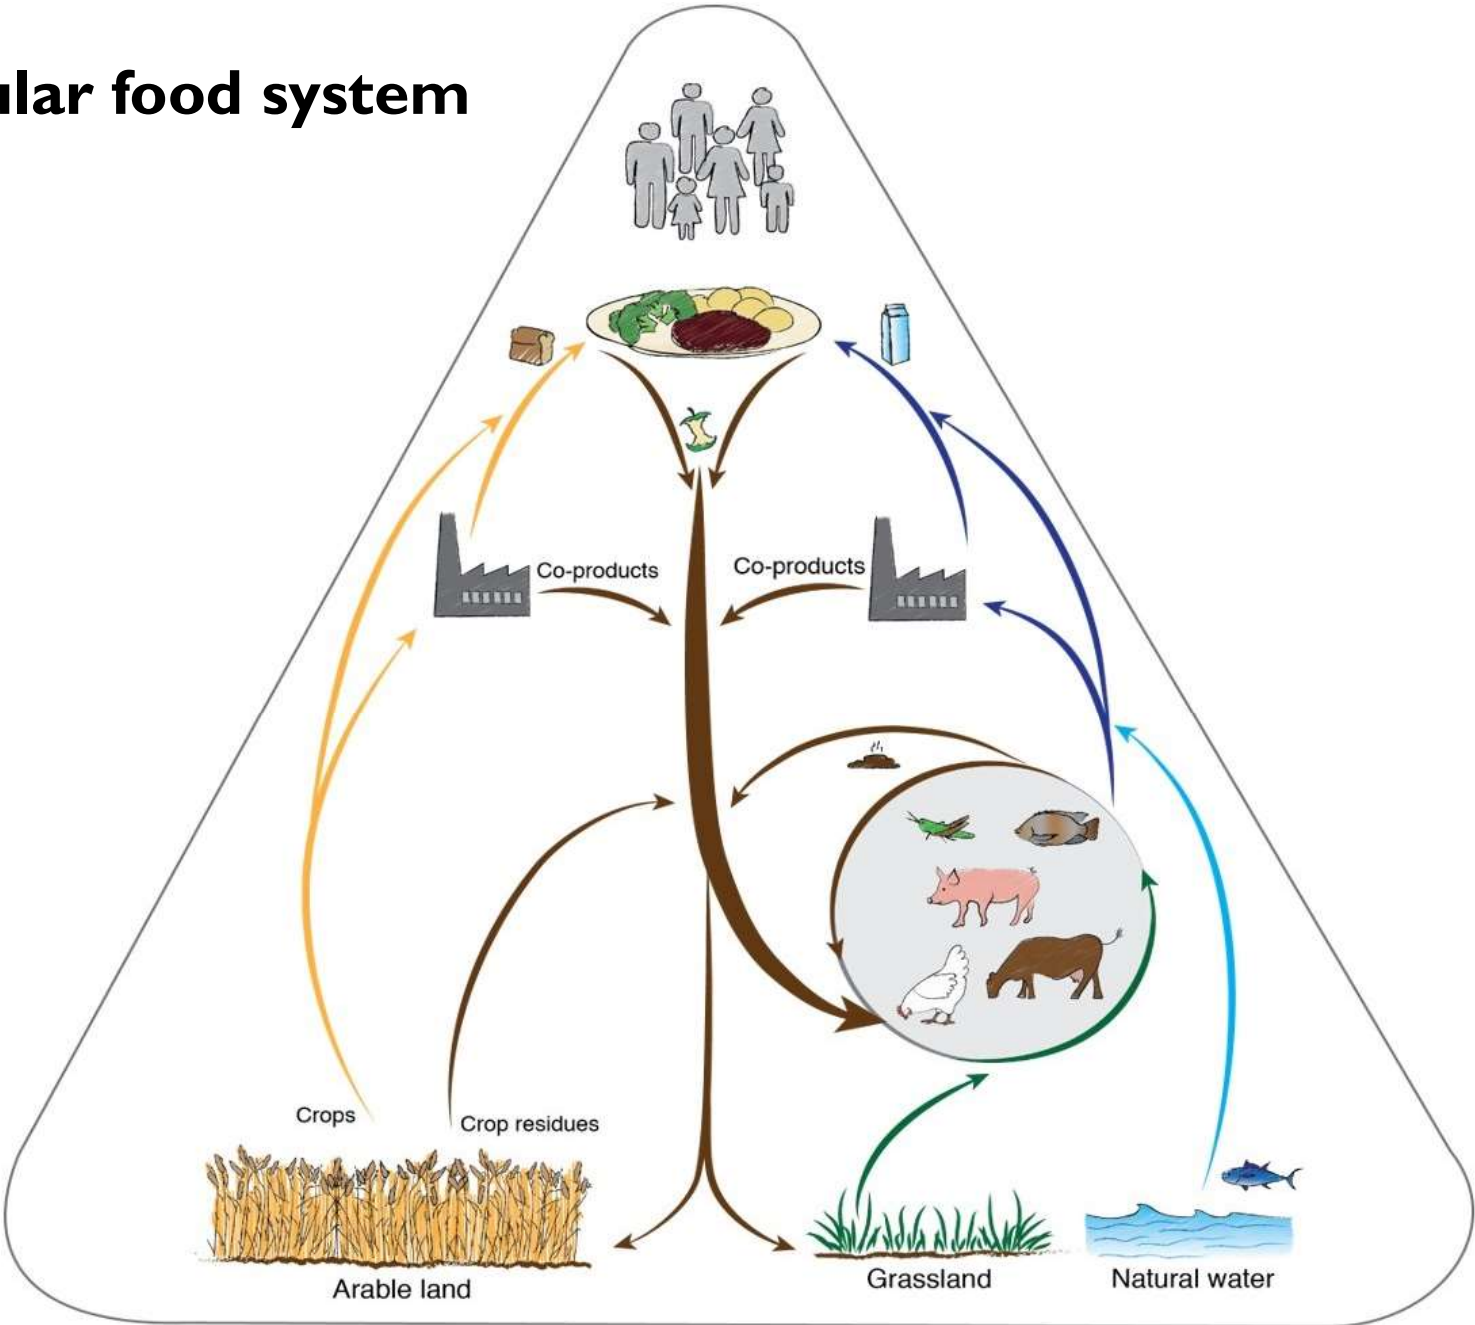 ular food system
Co-products
Co-products
Crops
Crop residues
Arable land
Grassland
Natural water